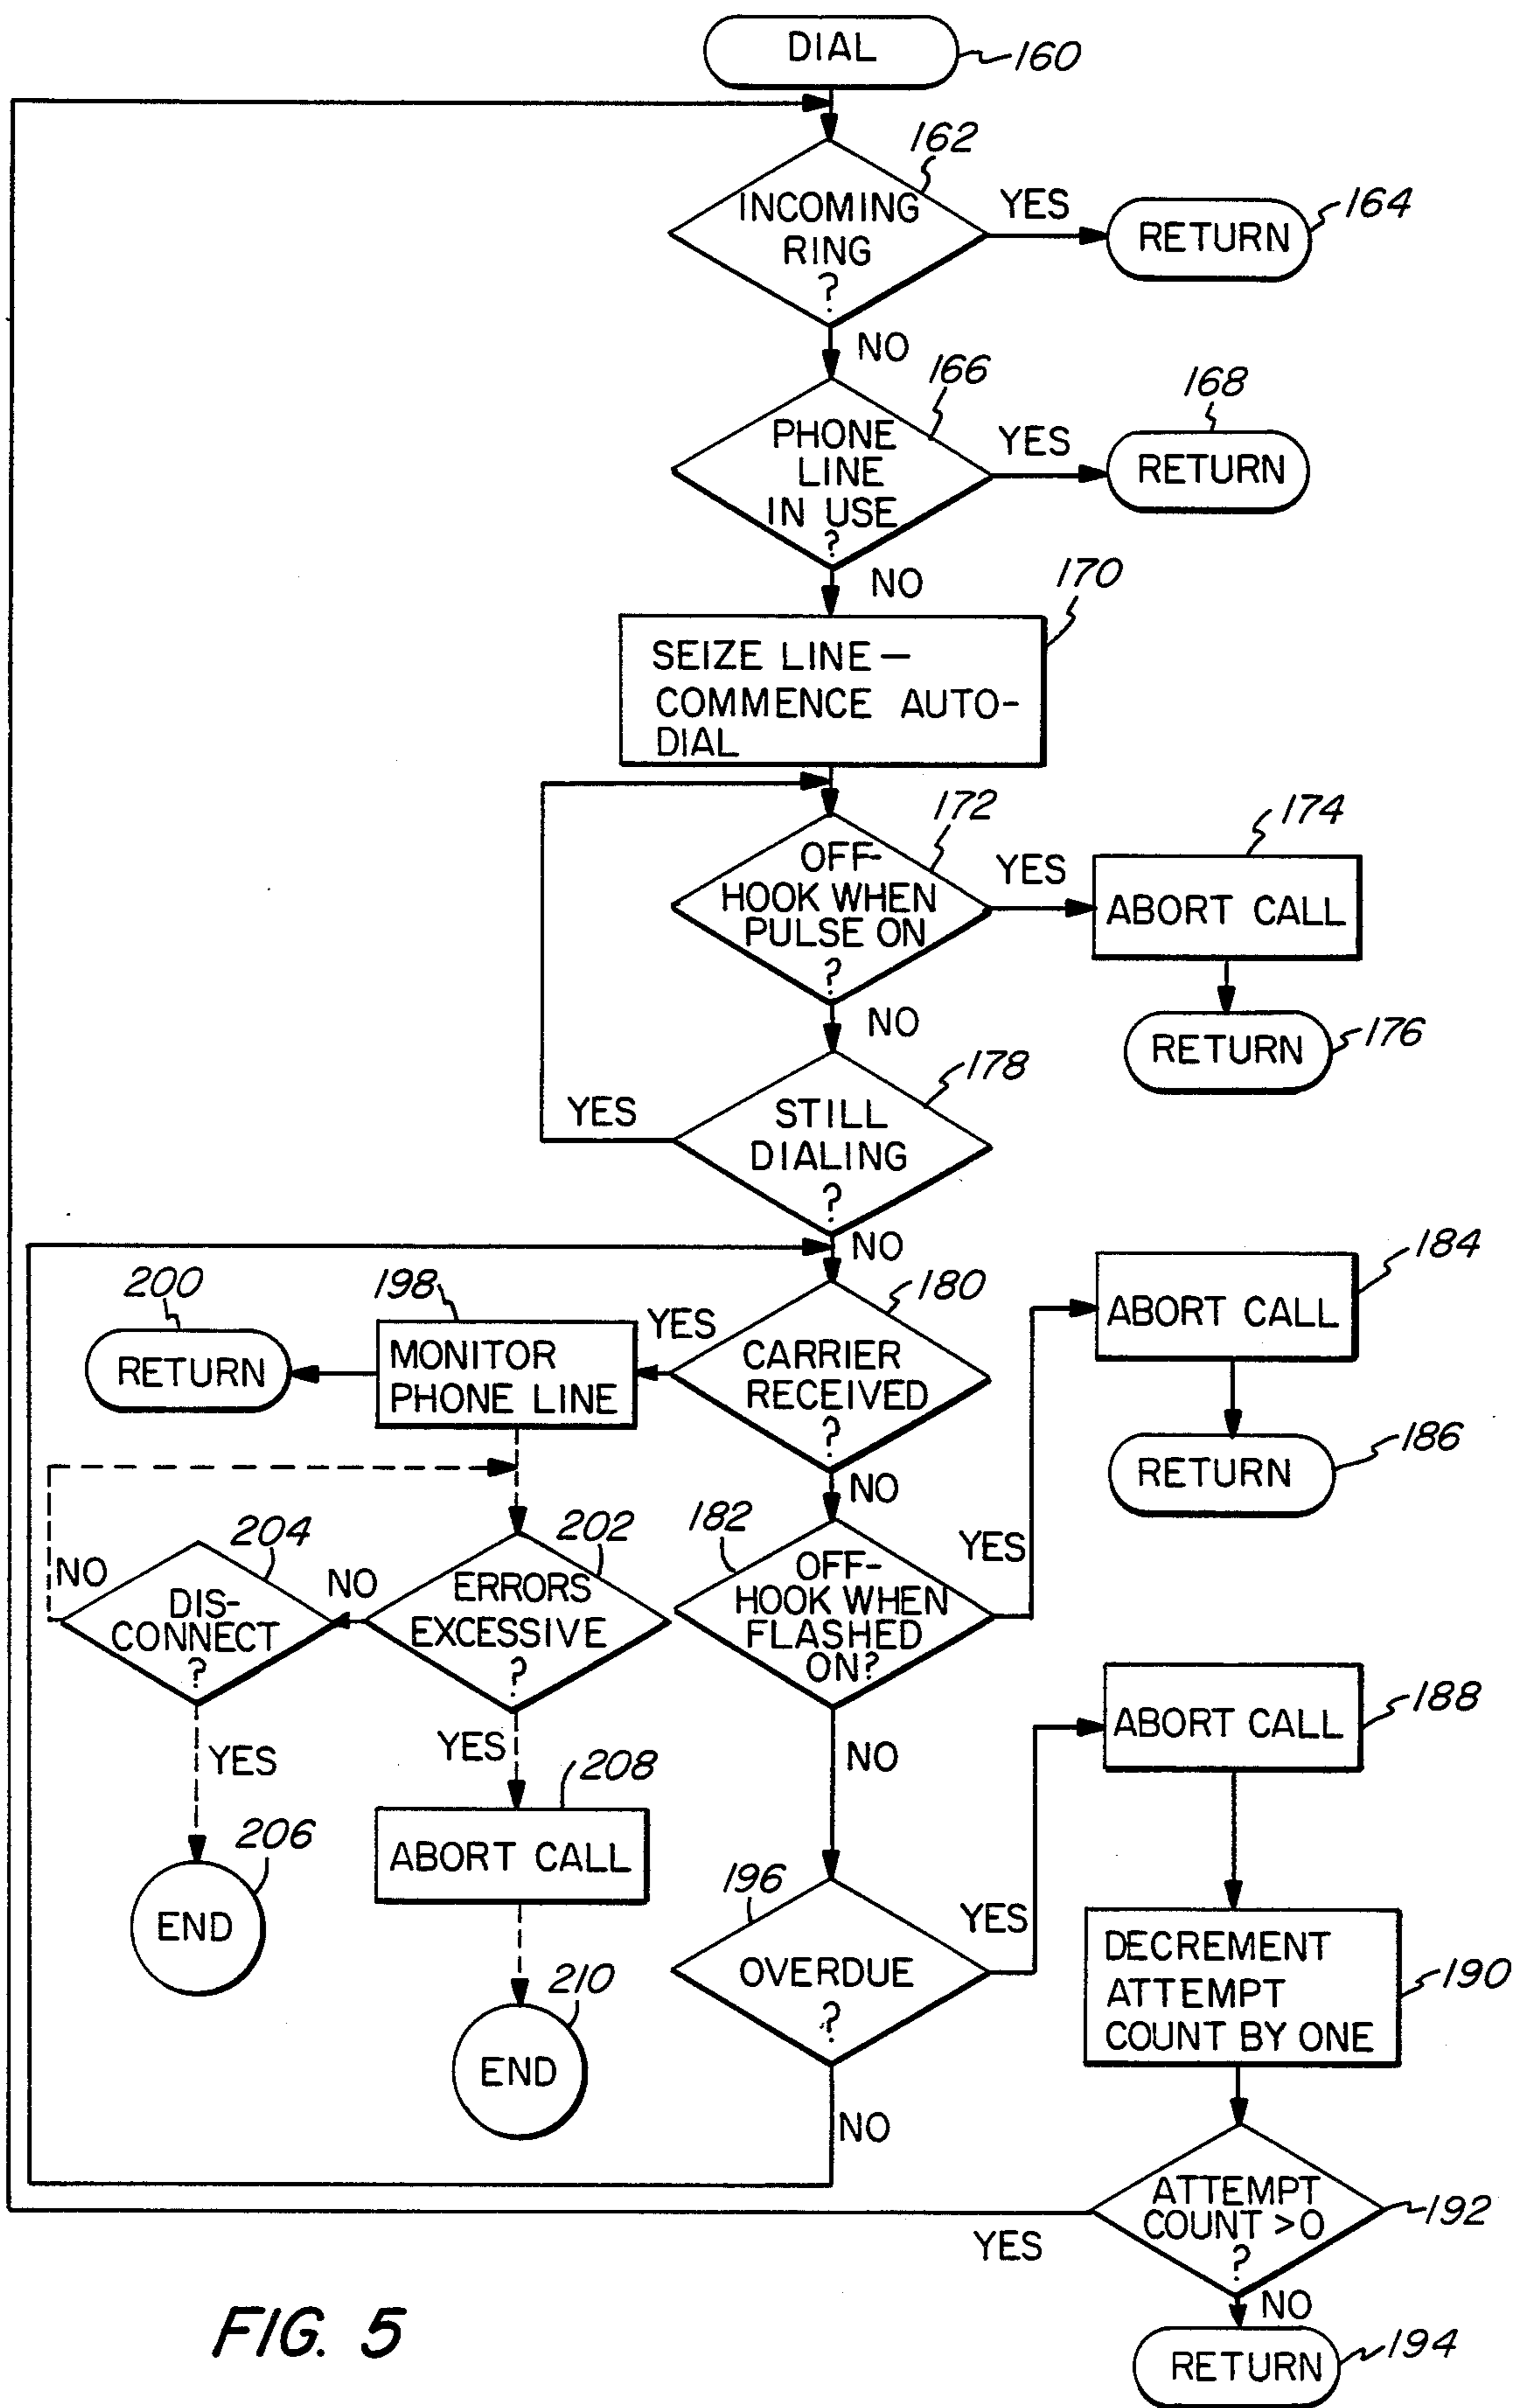 DIAL
160
162
INCOMING
RING
?
YES
RETURN
164
NO
166
PHONE
LINE
IN USE
?
YES
168
RETURN
NO
170
SEIZE LINE—
COMMENCE AUTO-
DIAL
172
OFF-
HOOK WHEN
PULSE ON
?
YES
174
ABORT CALL
NO
RETURN
176
178
STILL
DIALING
?
YES
NO
180
CARRIER
RECEIVED
?
YES
198
MONITOR
PHONE LINE
200
RETURN
184
ABORT CALL
186
RETURN
NO
182
OFF-
HOOK WHEN
FLASHED
ON?
YES
202
ERRORS
EXCESSIVE
?
NO
204
DIS-
CONNECT
?
NO
YES
206
END
YES
208
ABORT CALL
210
END
NO
188
ABORT CALL
196
OVERDUE
?
YES
DECREMENT
ATTEMPT
COUNT BY ONE
190
NO
ATTEMPT
COUNT >0
?
192
YES
NO
RETURN
194
FIG. 5